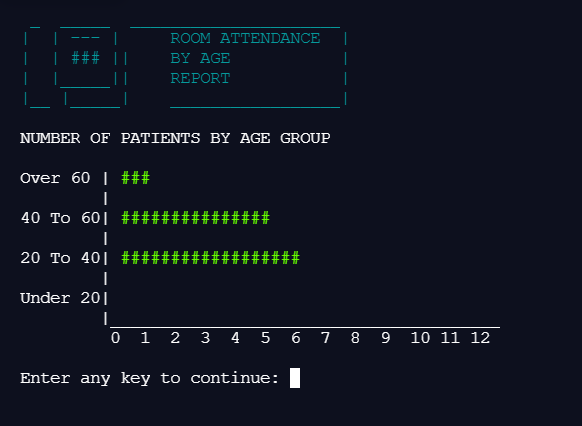 ROOM ATTENDANCE
BY AGE
REPORT
NUMBER OF PATIENTS BY AGE GROUP
Over 60 | ###
40 To 60| ###############
20 To 40| ##################
Under 20|
0 1 2 3 4 5 6 7 8 9 10 11 12
Enter any key to continue: